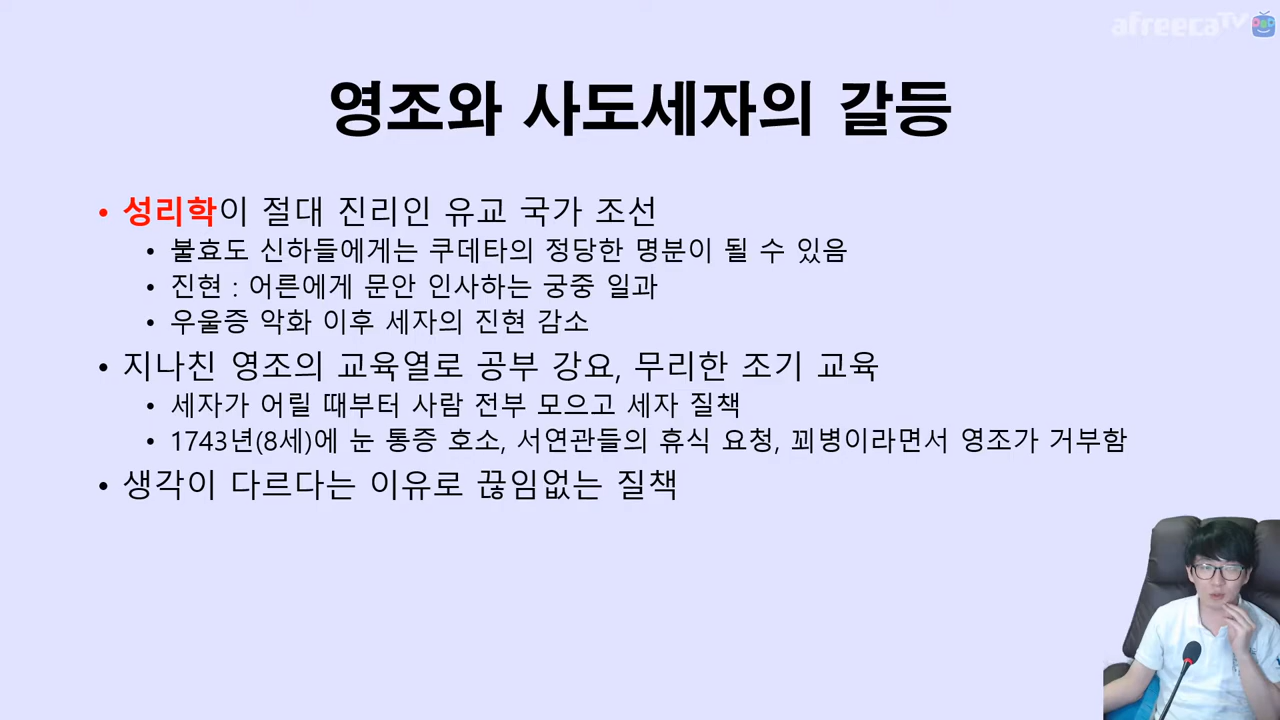 afreecaTV
영조와 사도세자의 갈등
• 성리학이 절대 진리인 유교 국가 조선
• 불효도 신하들에게는 쿠데타의 정당한 명분이 될 수 있음
• 진현 : 어른에게 문안 인사하는 궁중 일과
• 우울증 악화 이후 세자의 진현 감소
• 지나친 영조의 교육열로 공부 강요, 무리한 조기 교육
• 세자가 어릴 때부터 사람 전부 모으고 세자 질책
• 1743년(8세)에 눈 통증 호소, 서연관들의 휴식 요청, 꾀병이라면서 영조가 거부함
• 생각이 다르다는 이유로 끊임없는 질책